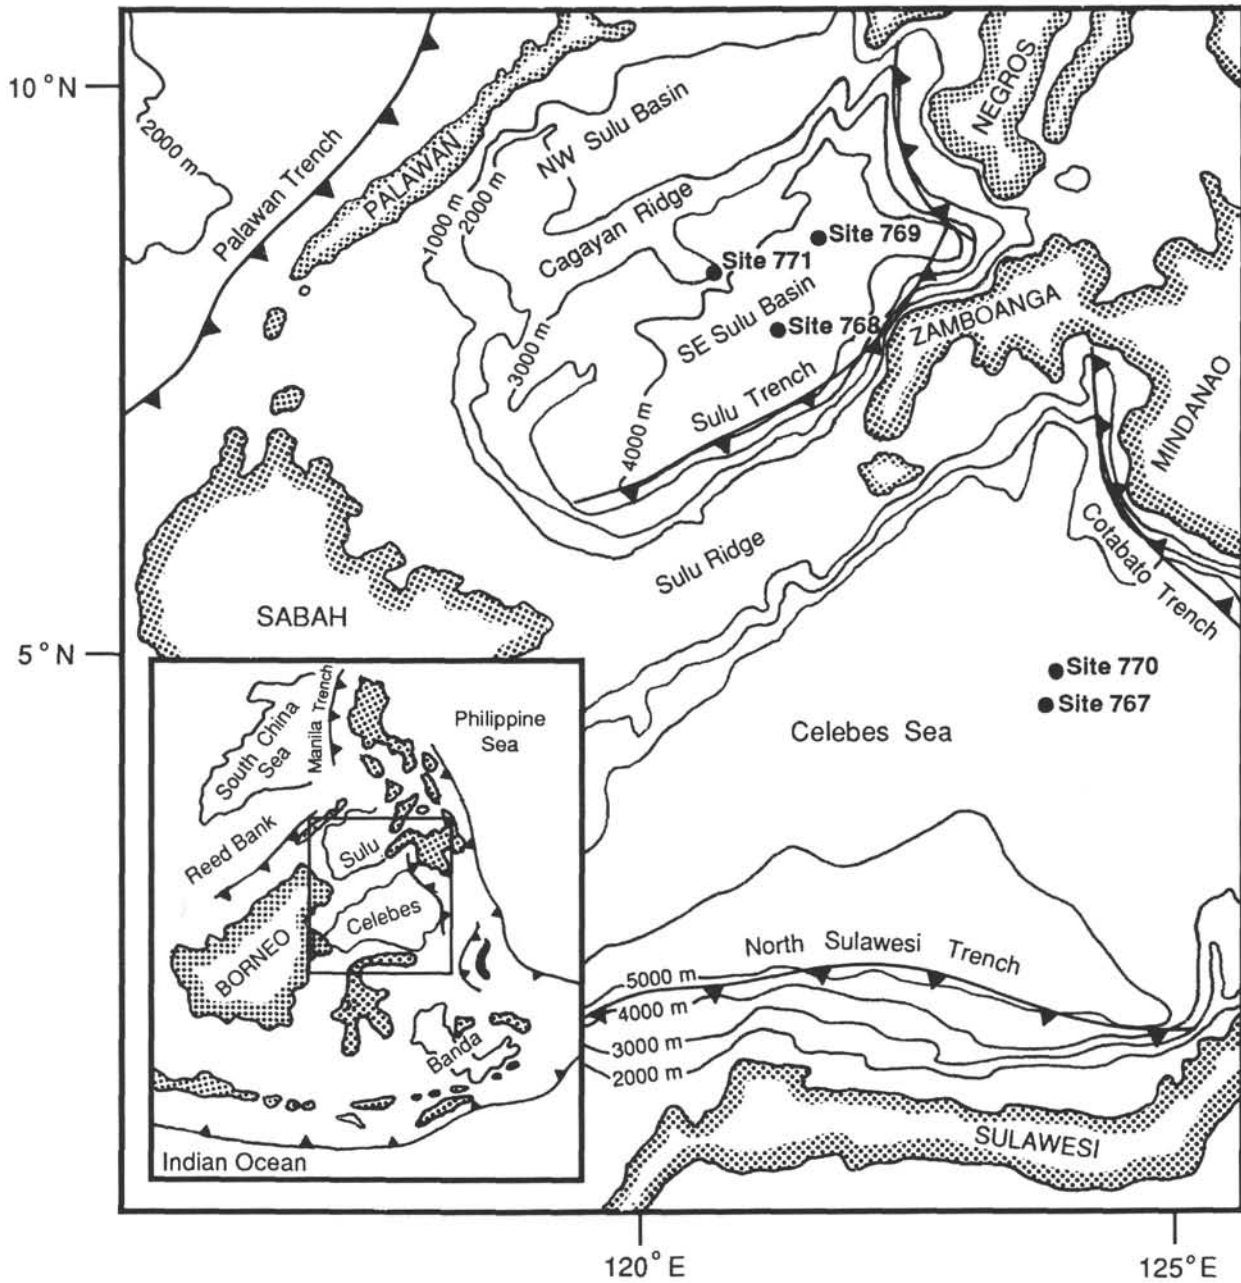 10°N
5°N
120°E
125°E
2000 m
Palawan Trench
PALAWAN
NW Sulu Basin
1000 m
2000 m
Cagayan Ridge
3000 m
4000 m
NEGROS
Site 769
Site 771
SE Sulu Basin
Site 768
Sulu Trench
ZAMBOANGA
MINDANAO
Cotabato Trench
Sulu Ridge
SABAH
Site 770
Site 767
Celebes Sea
North Sulawesi Trench
5000 m
4000 m
3000 m
2000 m
SULAWESI
South China
Sea
Manila Trench
Philippine
Sea
Reed Bank
Sulu
Celebes
BORNEO
Banda
Indian Ocean